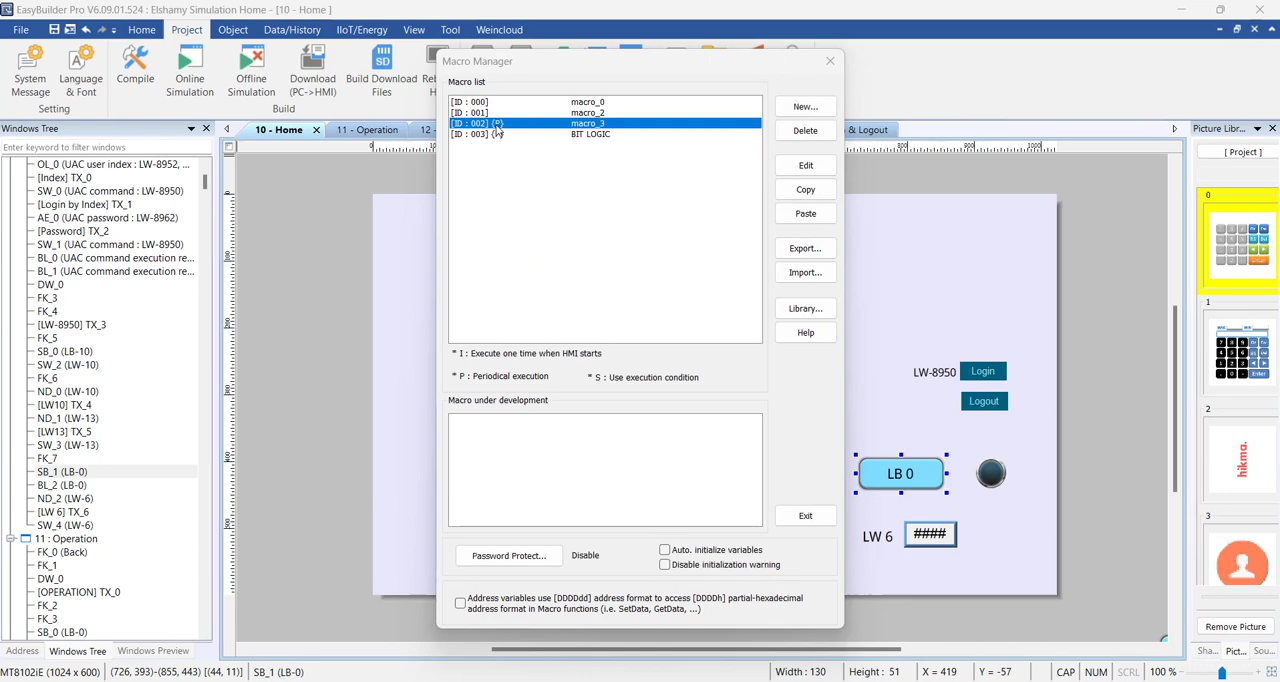 EasyBuilder Pro V6.09.01.524 : Elshamy Simulation Home - [10 - Home ]
File Home Project Object Data/History IIoT/Energy View Tool Weincloud
System Message
Language & Font
Compile
Online Simulation
Offline Simulation
Download (PC->HMI)
Build Download Files
Setting
Build
Windows Tree
Enter keyword to filter windows
OL_0 (UAC user index : LW-8952, ...
[Index] TX_0
SW_0 (UAC command : LW-8950)
[Login by Index] TX_1
AE_0 (UAC password : LW-8962)
[Password] TX_2
SW_1 (UAC command : LW-8950)
BL_0 (UAC command execution re...
BL_1 (UAC command execution re...
DW_0
FK_3
FK_4
[LW-8950] TX_3
FK_5
SB_0 (LB-10)
SW_2 (LW-10)
FK_6
ND_0 (LW-10)
[LW10] TX_4
ND_1 (LW-13)
[LW13] TX_5
SW_3 (LW-13)
FK_7
SB_1 (LB-0)
BL_2 (LB-0)
ND_2 (LW-6)
[LW 6] TX_6
SW_4 (LW-6)
11 : Operation
FK_0 (Back)
FK_1
DW_0
[OPERATION] TX_0
FK_2
FK_3
SB_0 (LB-0)
Address Windows Tree Windows Preview
10 - Home
11 - Operation
12 -
& Logout
Macro Manager
Macro list
[ID : 000] macro_0
[ID : 001] macro_2
[ID : 002] macro_3
[ID : 003] BIT LOGIC
* I : Execute one time when HMI starts
* P : Periodical execution
* S : Use execution condition
Macro under development
New...
Delete
Edit
Copy
Paste
Export...
Import...
Library...
Help
Exit
Password Protect...
Disable
Auto. initialize variables
Disable initialization warning
Address variables use [DDDDdd] address format to access [DDDDh] partial-hexadecimal
address format in Macro functions (i.e. SetData, GetData, ...)
800 900 1000
LW-8950
Login
Logout
LB 0
LW 6
####
Picture Libr...
[ Project ]
0
1
2
hikma.
3
Remove Picture
Sha... Pict... Sou...
MT8102iE (1024 x 600) (726, 393)-(855, 443) [(44, 11)] SB_1 (LB-0)
Width : 130 Height : 51 X = 419 Y = -57 CAP NUM SCRL 100 %